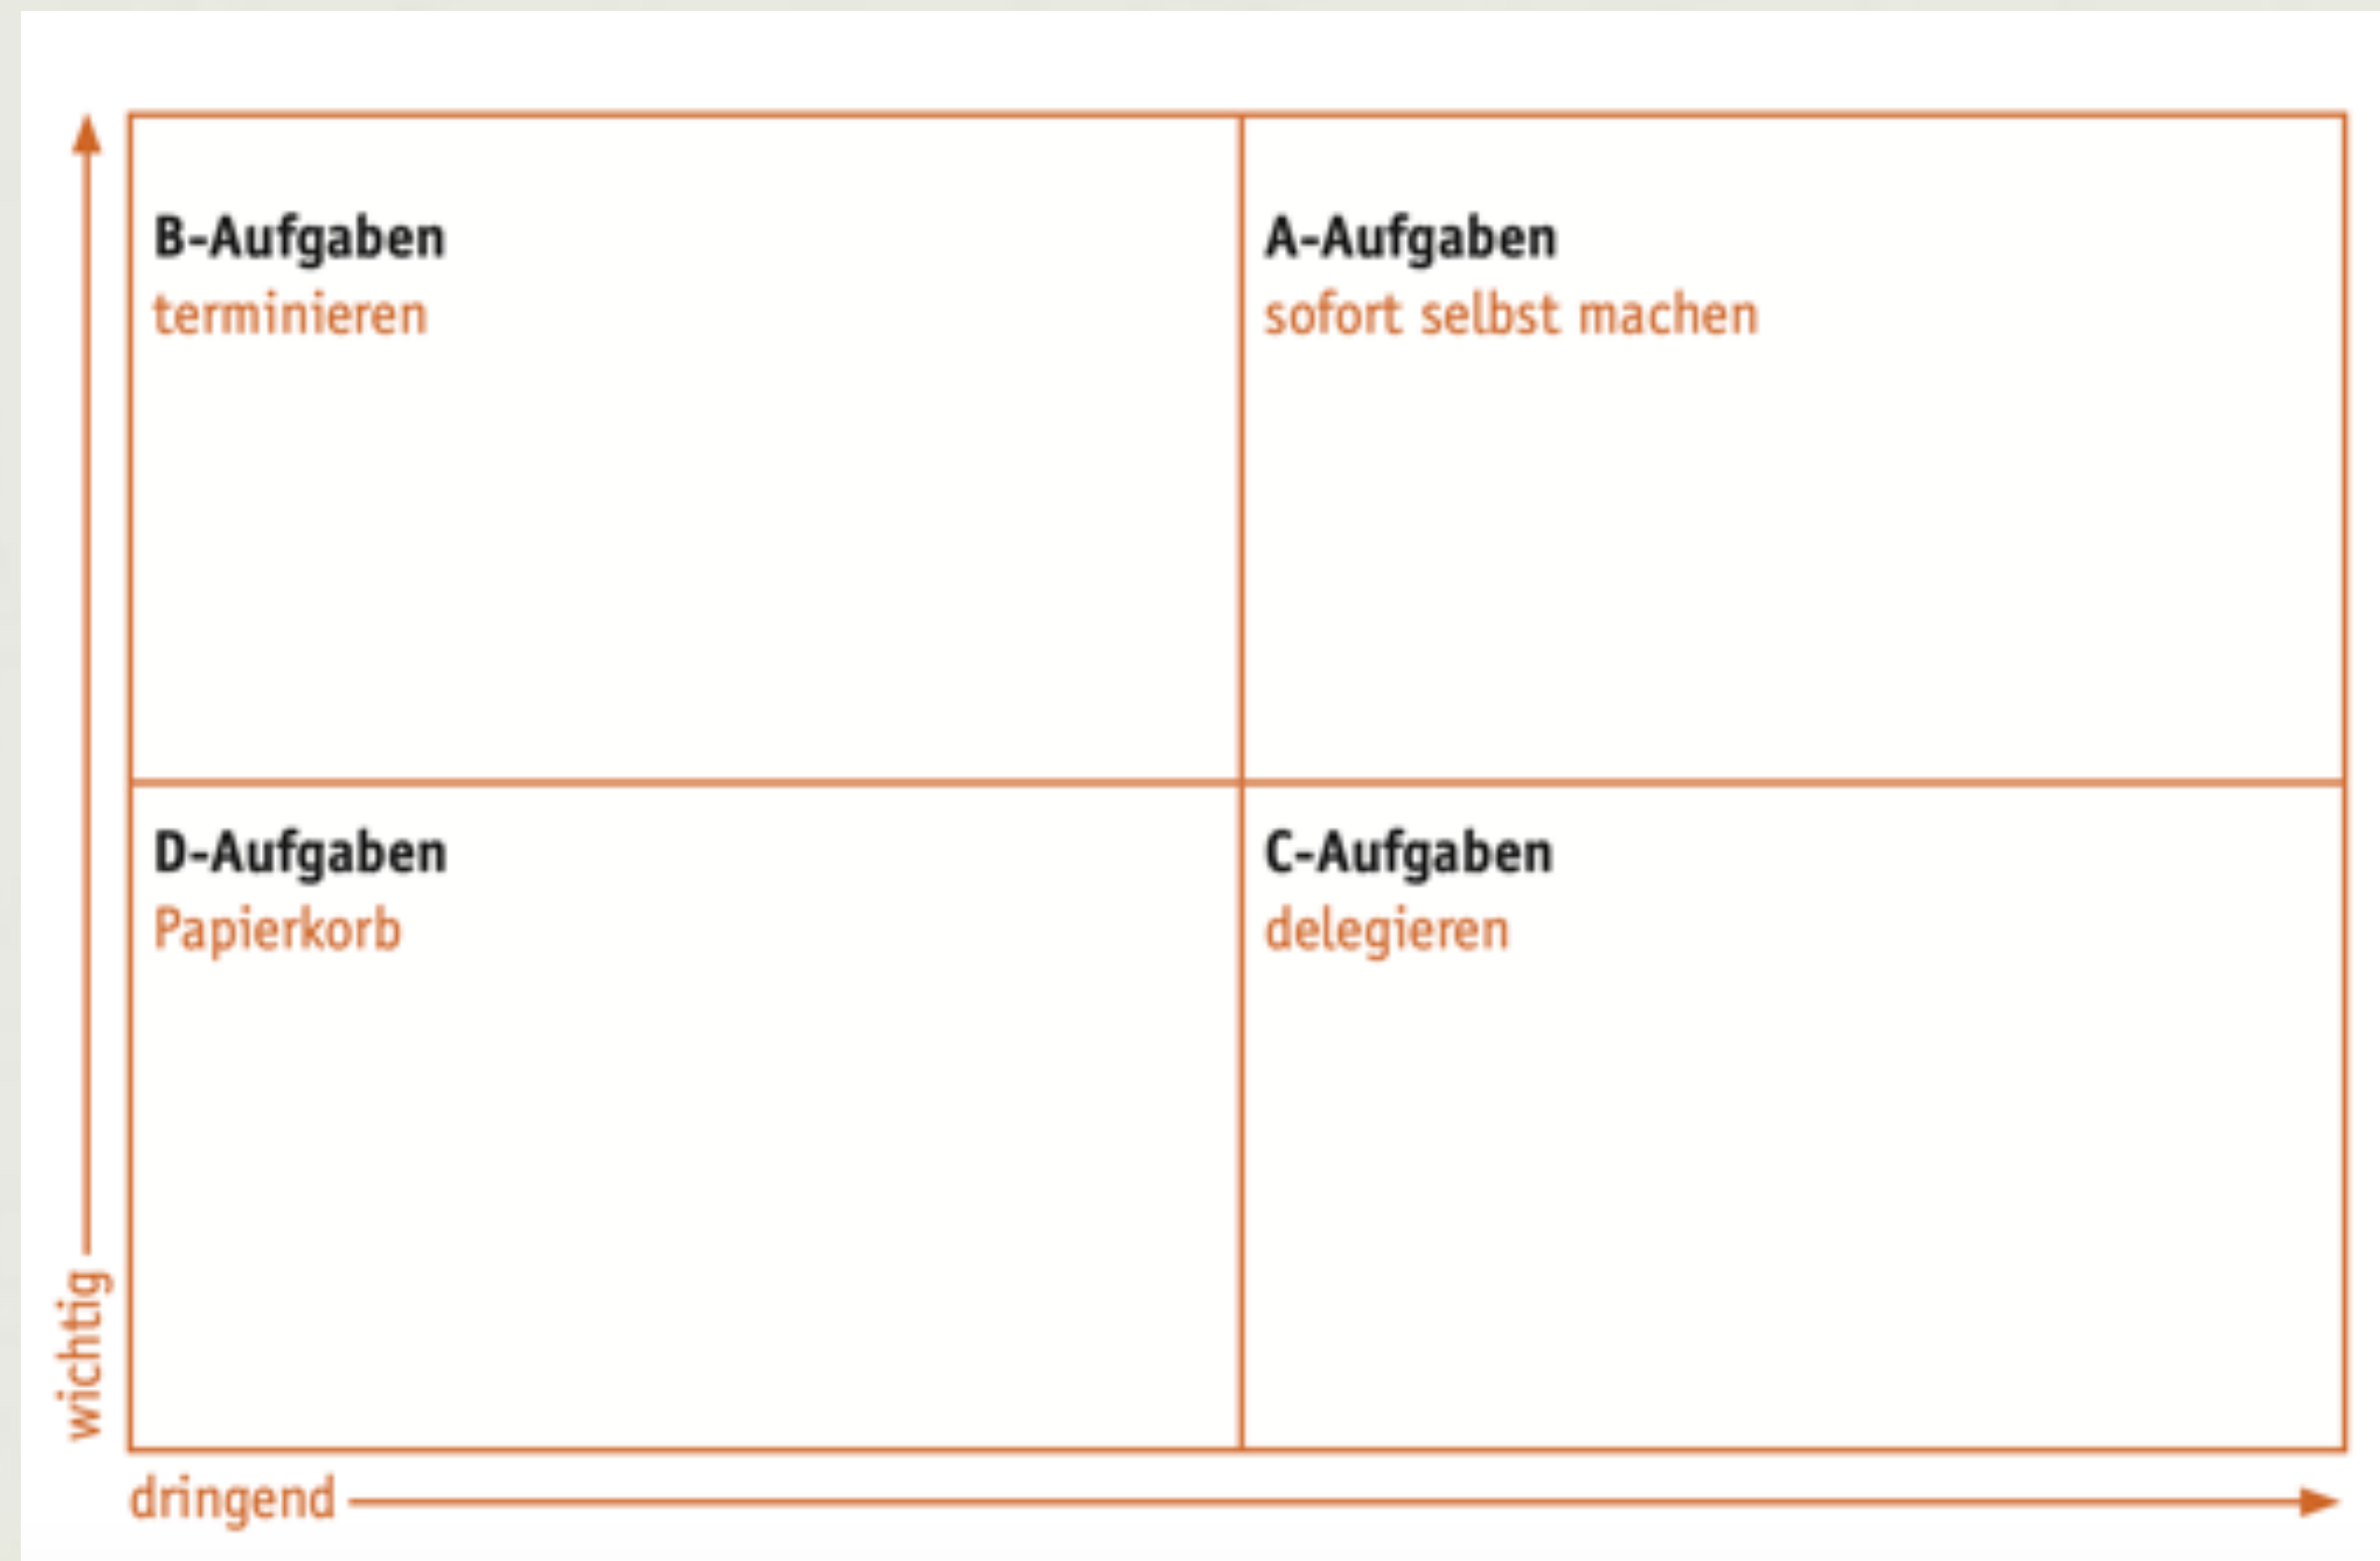 B-Aufgaben
terminieren
A-Aufgaben
sofort selbst machen
D-Aufgaben
Papierkorb
C-Aufgaben
delegieren
wichtig
dringend